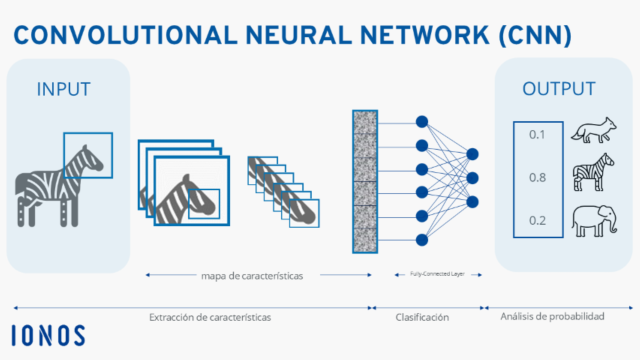 CONVOLUTIONAL NEURAL NETWORK (CNN)
INPUT
OUTPUT
0.1
0.8
0.2
mapa de características
Fully-Connected Layer
Extracción de características
Clasificación
Análisis de probabilidad
IONOS